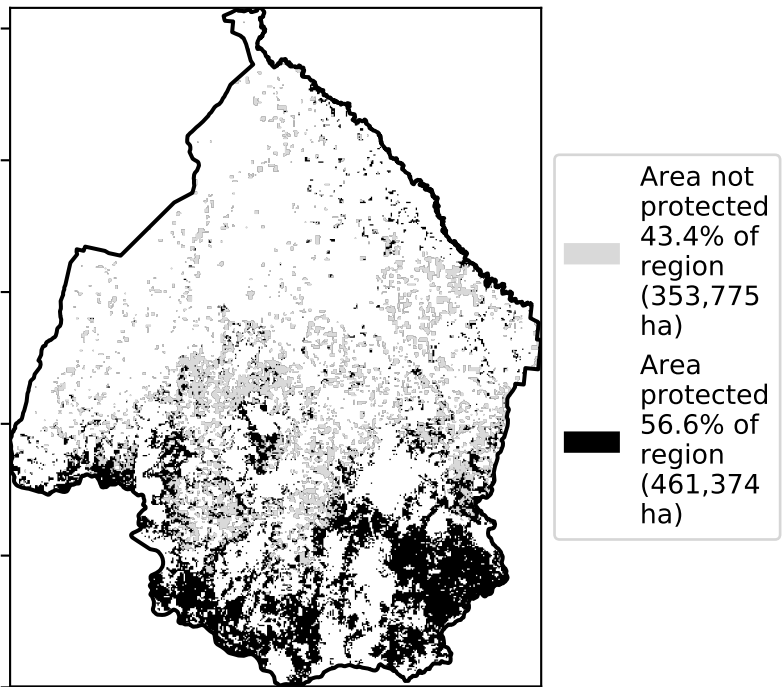 Area not
protected
43.4% of
region
(353,775
ha)
Area
protected
56.6% of
region
(461,374
ha)